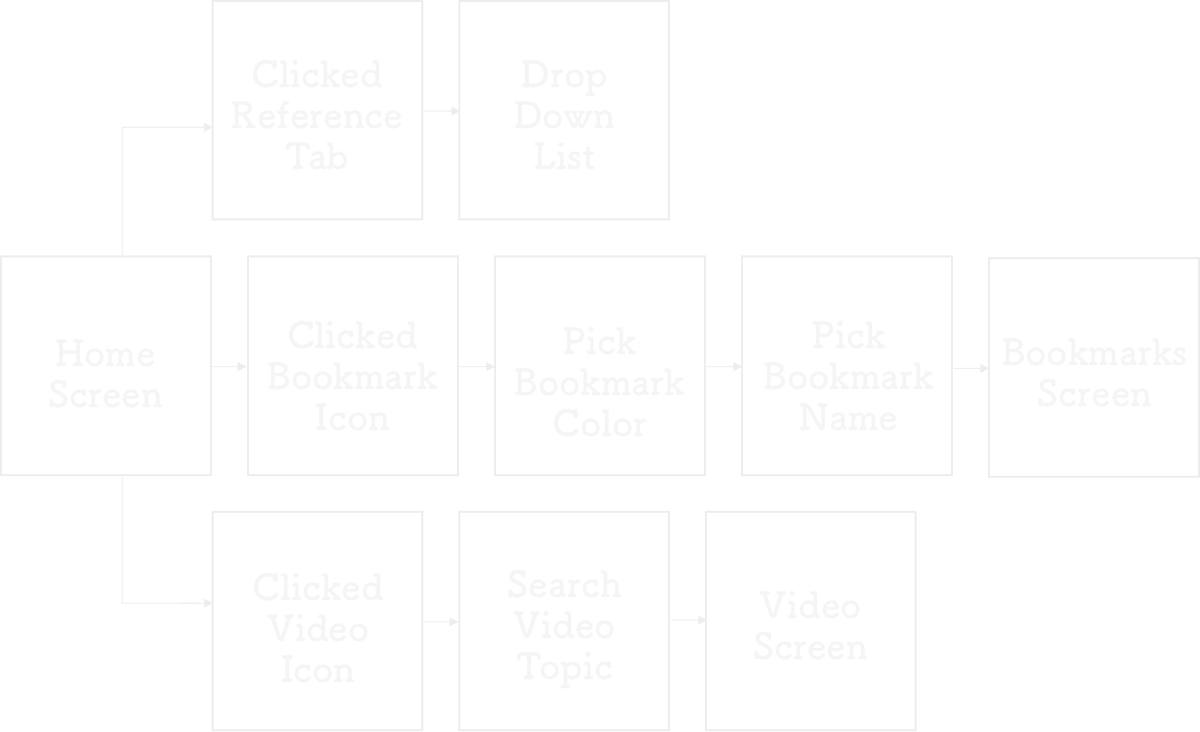 Clicked
Reference
Tab
Drop
Down
List
Home
Screen
Clicked
Bookmark
Icon
Pick
Bookmark
Color
Pick
Bookmark
Name
Bookmarks
Screen
Clicked
Video
Icon
Search
Video
Topic
Video
Screen